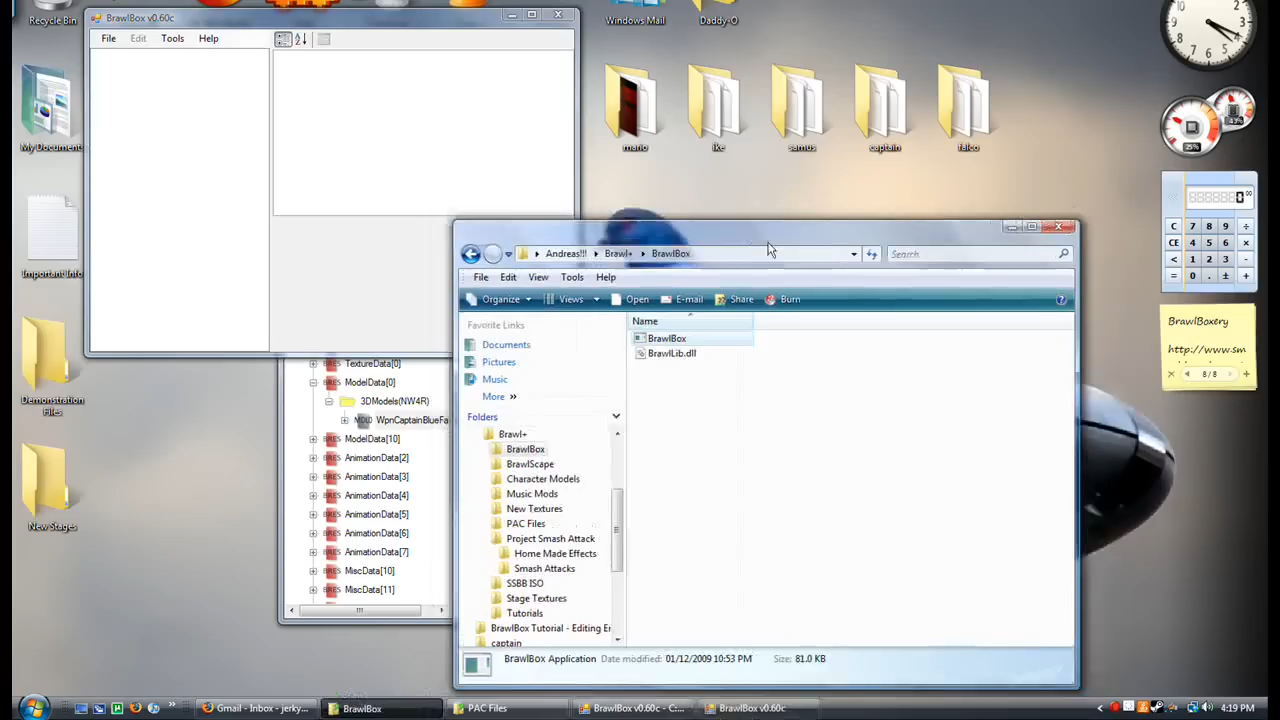 Recycle Bin
Windows Mail
Daddy-O
My Documents
Important Info
Demonstration Files
New Stages
mario
ike
samus
captain
falco
BrawlBox v0.60c
File Edit Tools Help
TextureData[0]
ModelData[0]
3DModels(NW4R)
WpnCaptainBlueFa
ModelData[10]
AnimationData[2]
AnimationData[3]
AnimationData[4]
AnimationData[5]
AnimationData[6]
AnimationData[7]
MiscData[10]
MiscData[11]
Andreas!!! Brawl+ BrawlBox
Search
File Edit View Tools Help
Organize Views Open E-mail Share Burn
Favorite Links
Documents
Pictures
Music
More »
Folders
Brawl+
BrawlBox
BrawlScape
Character Models
Music Mods
New Textures
PAC Files
Project Smash Attack
Home Made Effects
Smash Attacks
SSBB ISO
Stage Textures
Tutorials
BrawlBox Tutorial - Editing En
captain
Name
BrawlBox
BrawlLib.dll
BrawlBox Application Date modified: 01/12/2009 10:53 PM Size: 81.0 KB
25%
43%
0
C 7 8 9 ÷
CE 4 5 6 ×
< 1 2 3 -
= 0 . ± +
BrawlBoxery
http://www.sm
8/8
Gmail - Inbox - jerky...
BrawlBox
PAC Files
BrawlBox v0.60c - C:...
BrawlBox v0.60c
4:19 PM